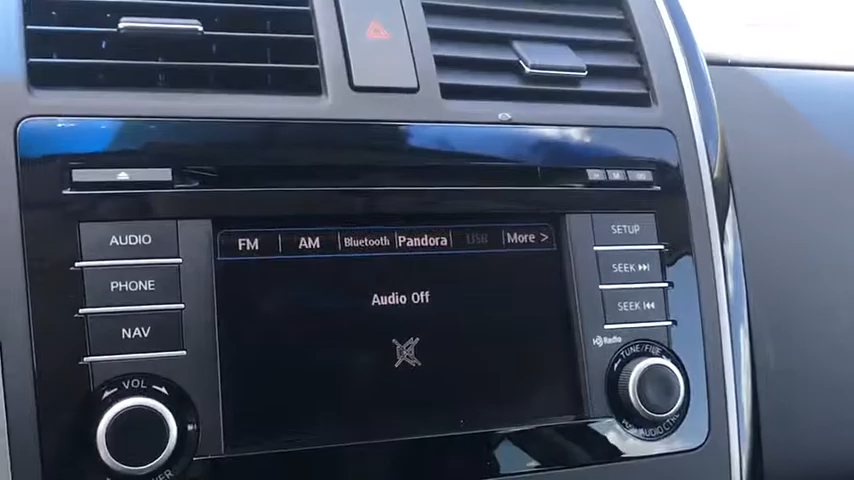 AUDIO
PHONE
NAV
VOL
FM AM Bluetooth Pandora USB More >
Audio Off
SETUP
SEEK
SEEK
HD Radio
TUNE/FILE
AUDIO